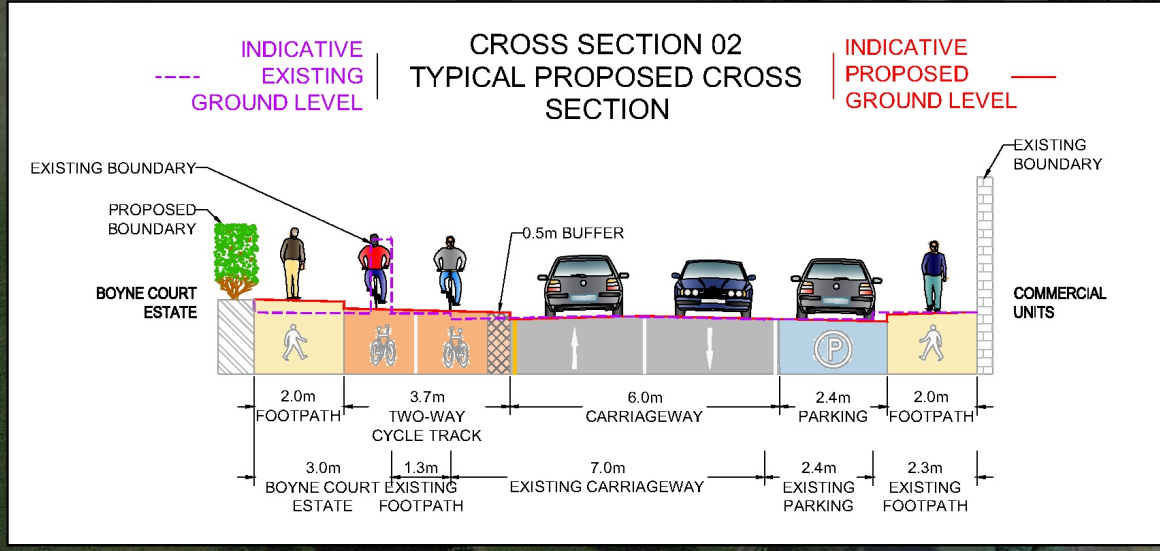 INDICATIVE
EXISTING
GROUND LEVEL
CROSS SECTION 02
TYPICAL PROPOSED CROSS
SECTION
INDICATIVE
PROPOSED
GROUND LEVEL
EXISTING BOUNDARY
PROPOSED
BOUNDARY
0.5m BUFFER
EXISTING
BOUNDARY
BOYNE COURT
ESTATE
COMMERCIAL
UNITS
P
2.0m
FOOTPATH
3.7m
TWO-WAY
CYCLE TRACK
6.0m
CARRIAGEWAY
2.4m
PARKING
2.0m
FOOTPATH
3.0m
BOYNE COURT
ESTATE
1.3m
EXISTING
FOOTPATH
7.0m
EXISTING CARRIAGEWAY
2.4m
EXISTING
PARKING
2.3m
EXISTING
FOOTPATH